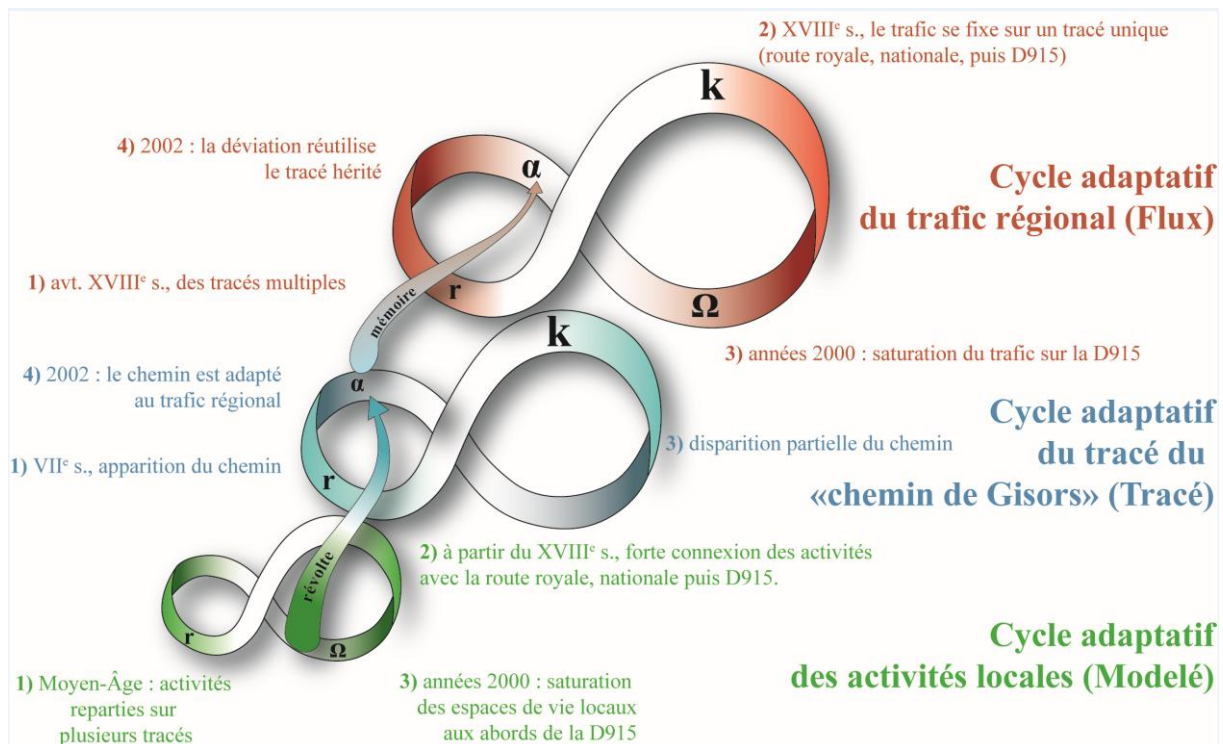 2) XVIIIe s., le trafic se fixe sur un tracé unique
(route royale, nationale, puis D915)
k
4) 2002 : la déviation réutilise
le tracé hérité
α
Cycle adaptatif
du trafic régional (Flux)
1) avt. XVIIIe s., des tracés multiples
r
Ω
mémoire
3) années 2000 : saturation du trafic sur la D915
k
4) 2002 : le chemin est adapté
au trafic régional
α
Cycle adaptatif
du tracé du
«chemin de Gisors» (Tracé)
3) disparition partielle du chemin
1) VIIe s., apparition du chemin
r
2) à partir du XVIIIe s., forte connexion des activités
avec la route royale, nationale puis D915.
révolte
r
Ω
Cycle adaptatif
des activités locales (Modelé)
1) Moyen-Âge : activités
reparties sur
plusieurs tracés
3) années 2000 : saturation
des espaces de vie locaux
aux abords de la D915